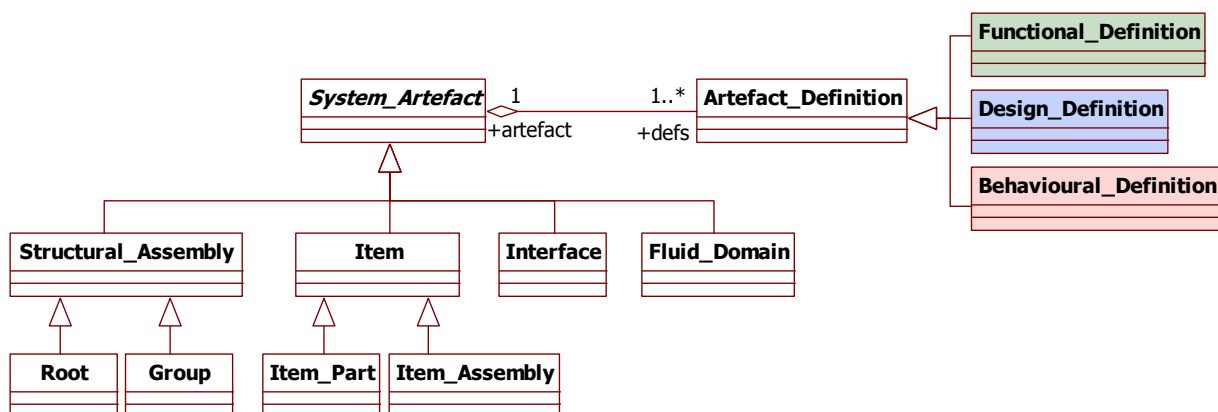 Functional_Definition
System_Artefact
1
1..*
Artefact_Definition
+artefact
+defs
Design_Definition
Behavioural_Definition
Structural_Assembly
Item
Interface
Fluid_Domain
Root
Group
Item_Part
Item_Assembly